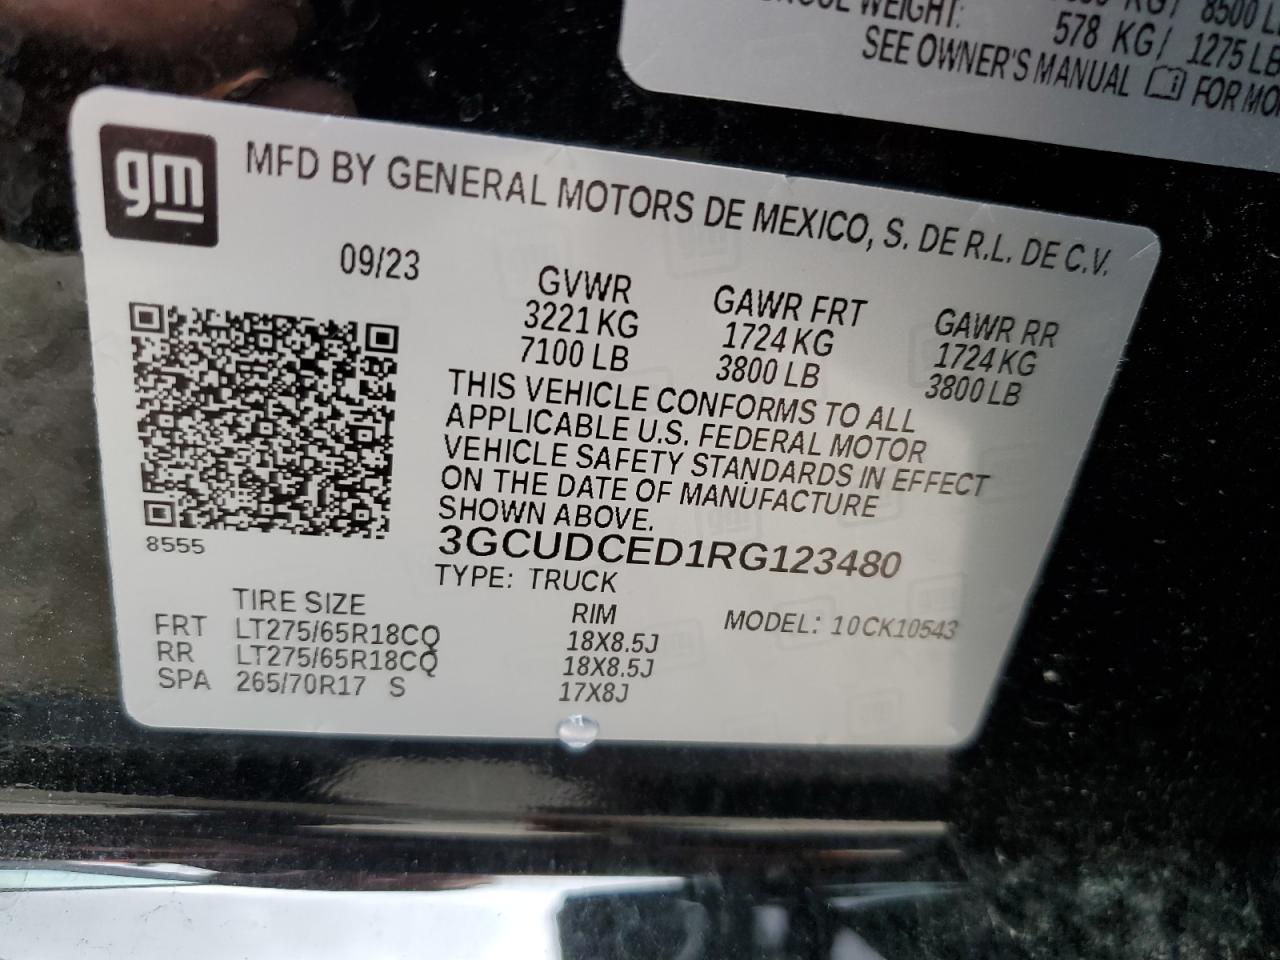 8500
WEIGHT: 578 KG/ 1275 LB
SEE OWNER'S MANUAL FOR MO
gm
MFD BY GENERAL MOTORS DE MEXICO, S. DE R.L. DE C.V.
09/23
GVWR GAWR FRT GAWR RR
3221 KG 1724 KG 1724 KG
7100 LB 3800 LB 3800 LB
THIS VEHICLE CONFORMS TO ALL
APPLICABLE U.S. FEDERAL MOTOR
VEHICLE SAFETY STANDARDS IN EFFECT
ON THE DATE OF MANUFACTURE
SHOWN ABOVE.
8555
3GCUDCED1RG123480
TYPE: TRUCK
TIRE SIZE RIM MODEL: 10CK10543
FRT LT275/65R18CQ 18X8.5J
RR LT275/65R18CQ 18X8.5J
SPA 265/70R17 S 17X8J